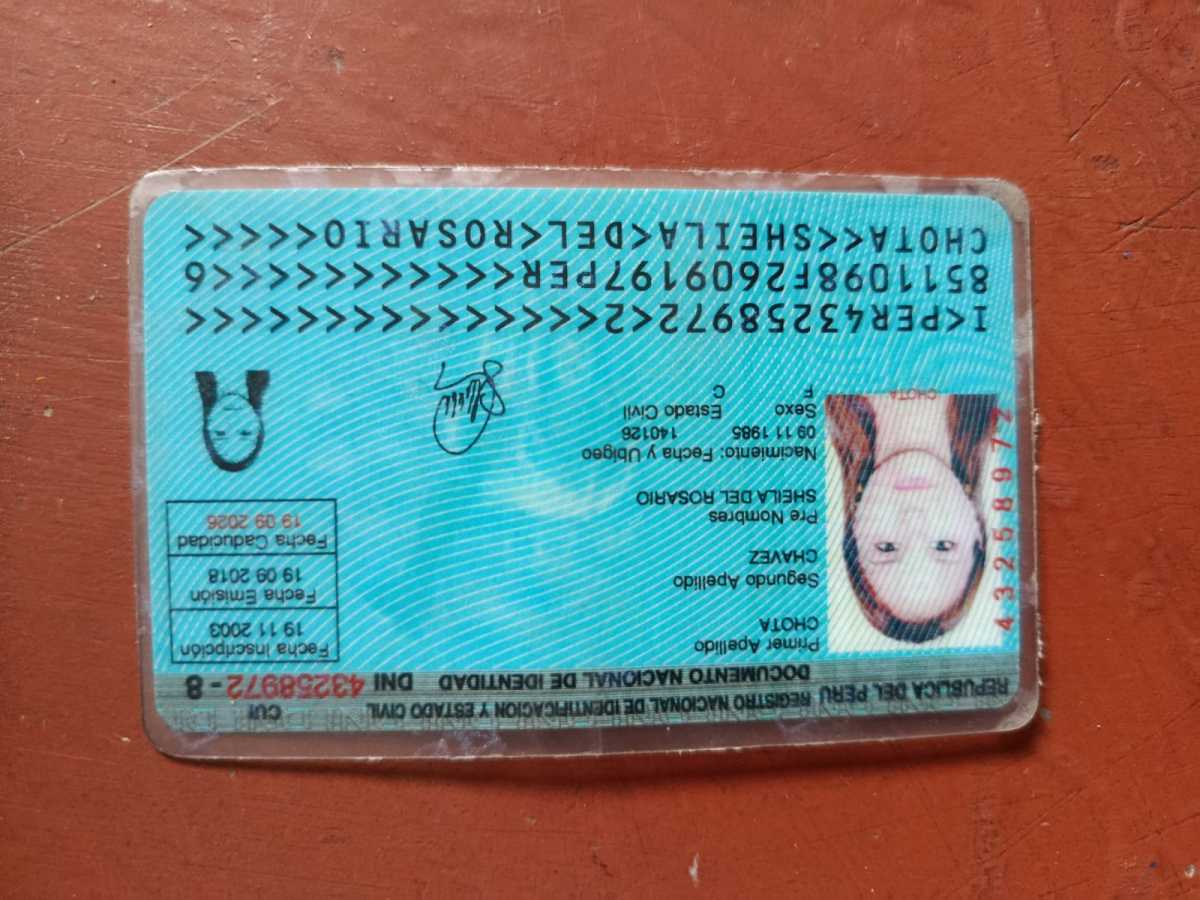 REPUBLICA DEL PERU REGISTRO NACIONAL DE IDENTIFICACION Y ESTADO CIVIL CUI
DOCUMENTO NACIONAL DE IDENTIDAD DNI 43258972 - 8
Primer Apellido
CHOTA
Segundo Apellido
CHAVEZ
Pre Nombres
SHEILA DEL ROSARIO
Nacimiento: Fecha y Ubigeo
09 11 1985 140126
Sexo Estado Civil
F C
Fecha Inscripción
19 11 2003
Fecha Emisión
19 09 2018
Fecha Caducidad
19 09 2026
43258972
CHOTA
I<PER43258972<2<<<<<<<<<<<<<<<
8511098F2609197PER<<<<<<<<<<<6
CHOTA<<SHEILA<DEL<ROSARIO<<<<<